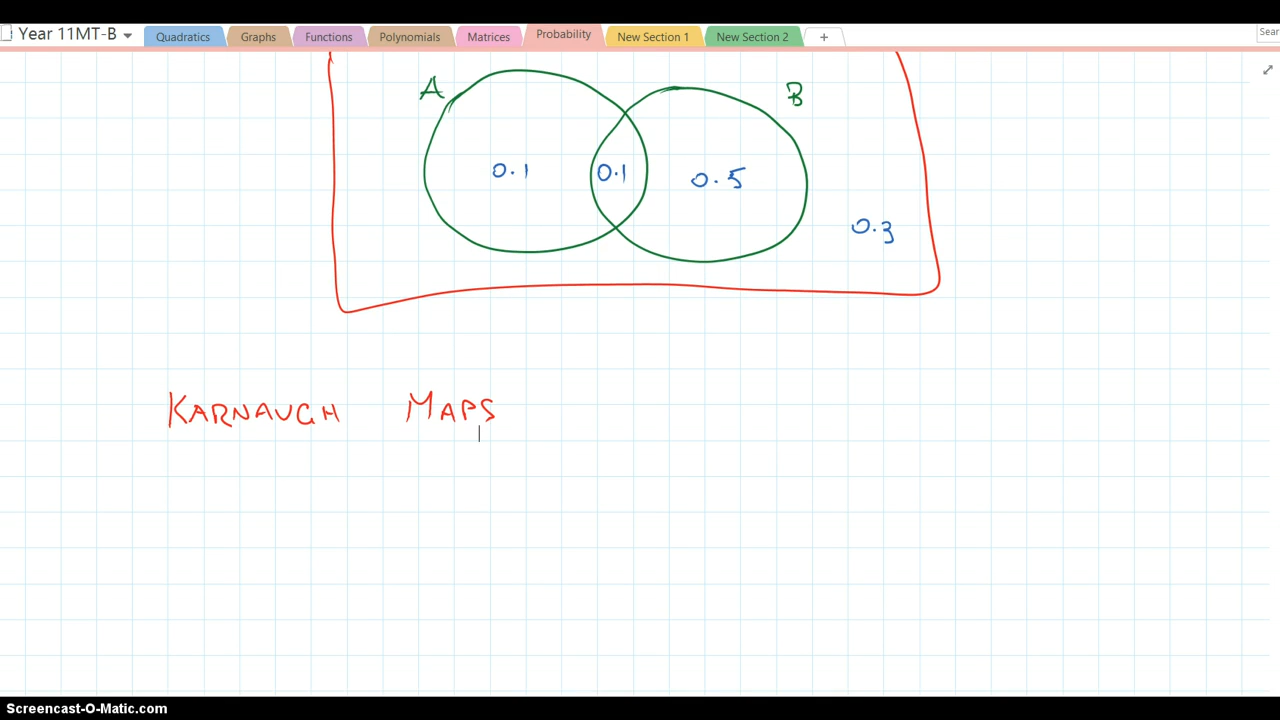 Year 11MT-B Quadratics Graphs Functions Polynomials Matrices Probability New Section 1 New Section 2 + Sear
A B
0.1 0.1 0.5
0.3
KARNAUGH MAPS
Screencast-O-Matic.com